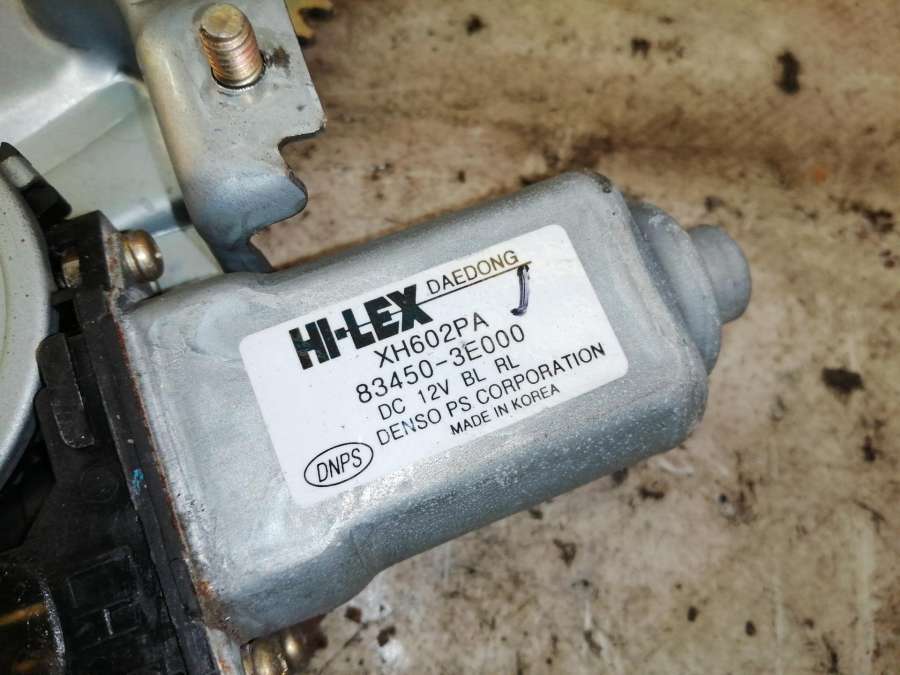 HI-LEX DAEDONG
XH602PA
83450-3E000
DC 12V BL RL
DENSO PS CORPORATION
DNPS
MADE IN KOREA